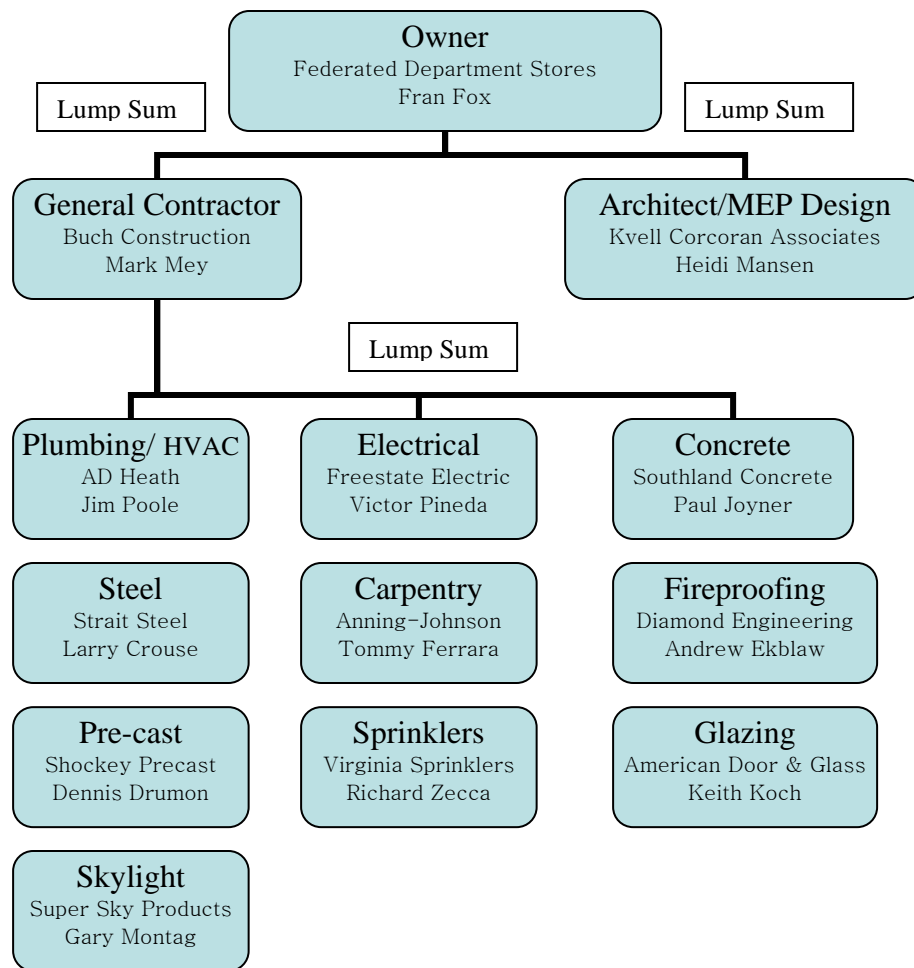 Owner
Federated Department Stores
Fran Fox
Lump Sum
Lump Sum
General Contractor
Buch Construction
Mark Mey
Architect/MEP Design
Kvell Corcoran Associates
Heidi Mansen
Lump Sum
Plumbing/ HVAC
AD Heath
Jim Poole
Electrical
Freestate Electric
Victor Pineda
Concrete
Southland Concrete
Paul Joyner
Steel
Strait Steel
Larry Crouse
Carpentry
Anning-Johnson
Tommy Ferrara
Fireproofing
Diamond Engineering
Andrew Ekblaw
Pre-cast
Shockey Precast
Dennis Drumon
Sprinklers
Virginia Sprinklers
Richard Zecca
Glazing
American Door & Glass
Keith Koch
Skylight
Super Sky Products
Gary Montag